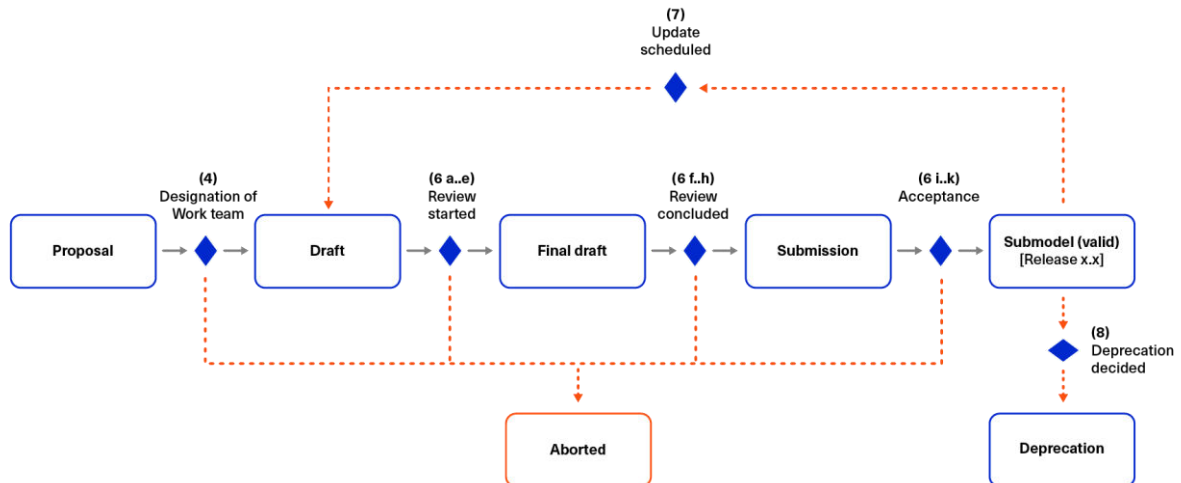 (7)
Update
scheduled
(4)
Designation of
Work team
(6 a..e)
Review
started
(6 f..h)
Review
concluded
(6 i..k)
Acceptance
Proposal
Draft
Final draft
Submission
Submodel (valid)
[Release x.x]
(8)
Deprecation
decided
Aborted
Deprecation